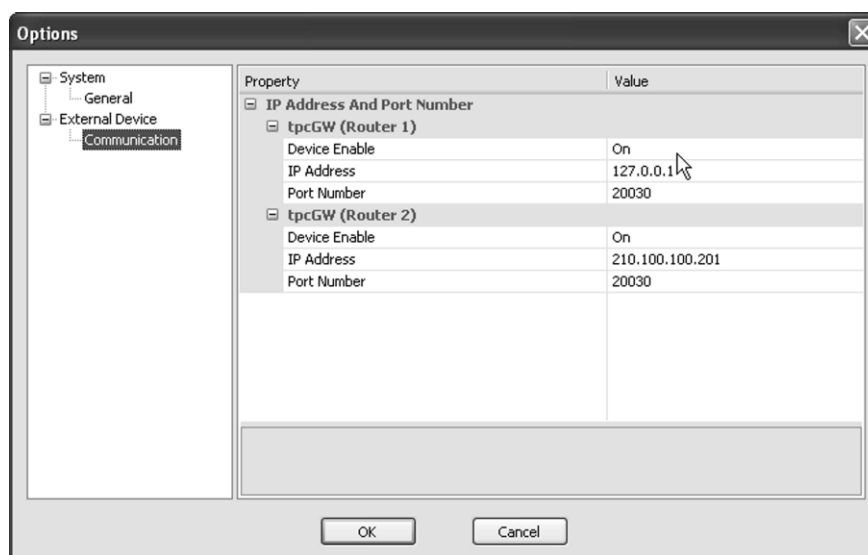 Options
System
General
External Device
Communication
Property Value
IP Address And Port Number
tpcGW (Router 1)
Device Enable On
IP Address 127.0.0.1
Port Number 20030
tpcGW (Router 2)
Device Enable On
IP Address 210.100.100.201
Port Number 20030
OK Cancel